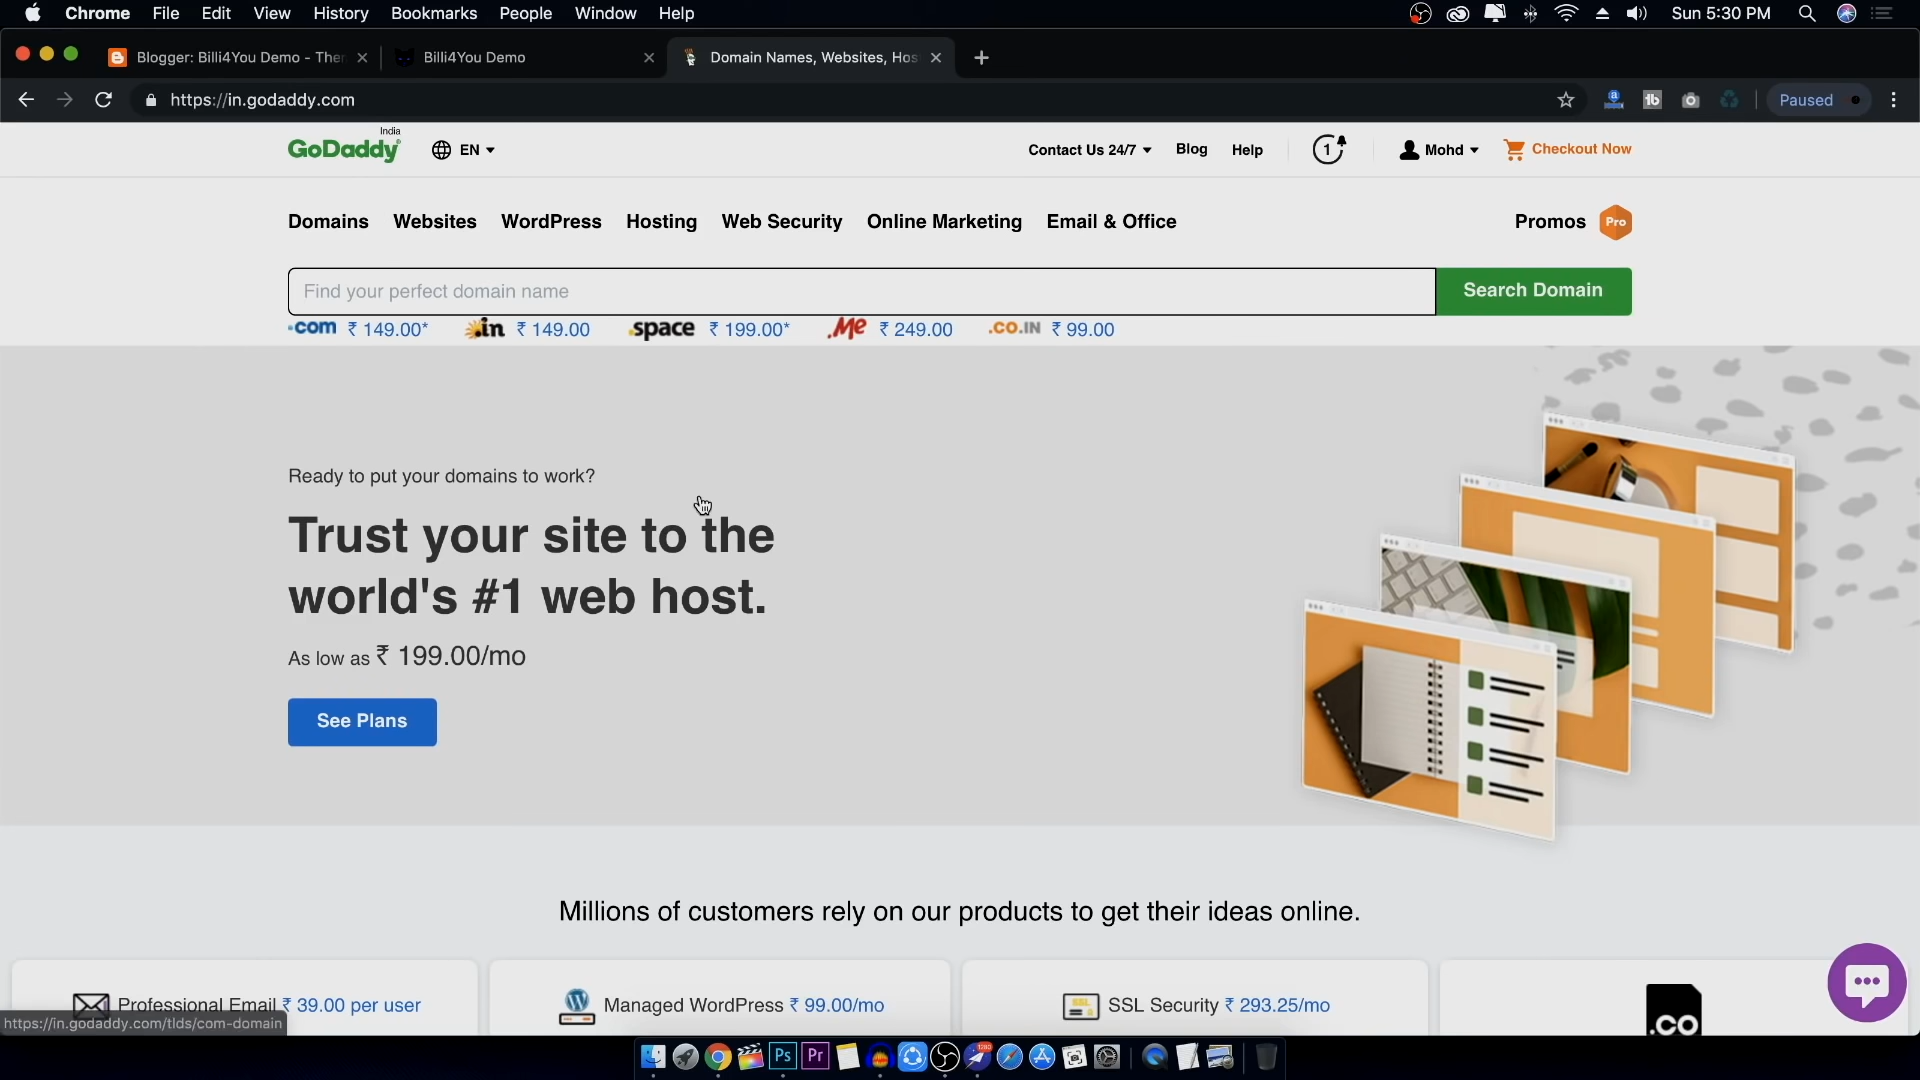 Chrome File Edit View History Bookmarks People Window Help Sun 5:30 PM
Blogger: Billi4You Demo - Then Billi4You Demo Domain Names, Websites, Hos
https://in.godaddy.com Paused
India
GoDaddy EN Contact Us 24/7 Blog Help 1 Mohd Checkout Now
Domains Websites WordPress Hosting Web Security Online Marketing Email & Office Promos Pro
Find your perfect domain name Search Domain
.com ₹ 149.00* .in ₹ 149.00 .space ₹ 199.00* .Me ₹ 249.00 .CO.IN ₹ 99.00
Ready to put your domains to work?
Trust your site to the
world's #1 web host.
As low as ₹ 199.00/mo
See Plans
Millions of customers rely on our products to get their ideas online.
Professional Email ₹ 39.00 per user Managed WordPress ₹ 99.00/mo SSL Security ₹ 293.25/mo
.co
https://in.godaddy.com/tlds/com-domain
Ps Pr